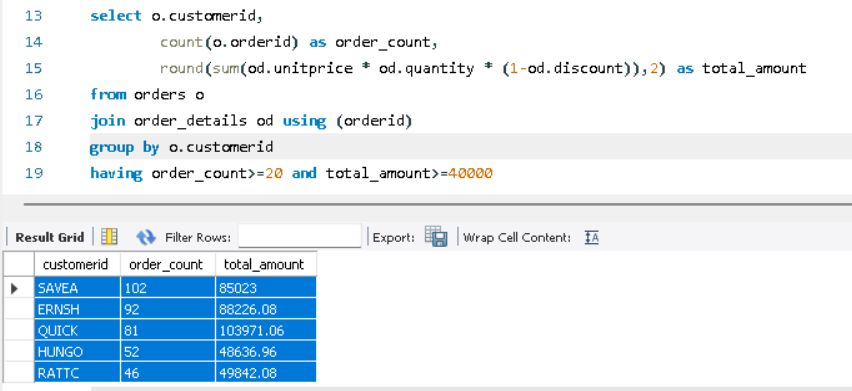 13 select o.customerid,
14 count(o.orderid) as order_count,
15 round(sum(od.unitprice * od.quantity * (1-od.discount)),2) as total_amount
16 from orders o
17 join order_details od using (orderid)
18 group by o.customerid
19 having order_count>=20 and total_amount>=40000
Result Grid Filter Rows: Export: Wrap Cell Content:
customerid order_count total_amount
SAVEA 102 85023
ERNSH 92 88226.08
QUICK 81 103971.06
HUNGO 52 48636.96
RATTC 46 49842.08